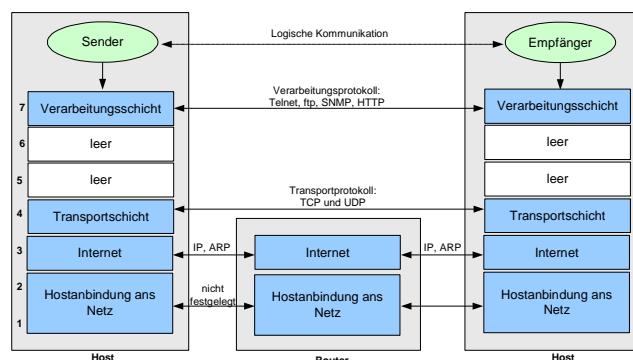 Sender
Logische Kommunikation
Empfänger
Verarbeitungsprotokoll:
Telnet, ftp, SNMP, HTTP
7
Verarbeitungsschicht
Verarbeitungsschicht
6
leer
leer
5
leer
leer
Transportprotokoll:
TCP und UDP
4
Transportschicht
Transportschicht
3
Internet
IP, ARP
Internet
IP, ARP
Internet
2
Hostanbindung ans
Netz
nicht
festgelegt
Hostanbindung ans
Netz
Hostanbindung ans
Netz
1
Host
Router
Host